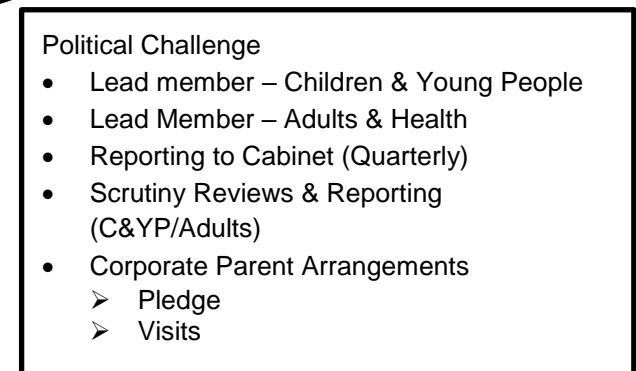 Political Challenge
• Lead member – Children & Young People
• Lead Member – Adults & Health
• Reporting to Cabinet (Quarterly)
• Scrutiny Reviews & Reporting
(C&YP/Adults)
• Corporate Parent Arrangements
➢ Pledge
➢ Visits